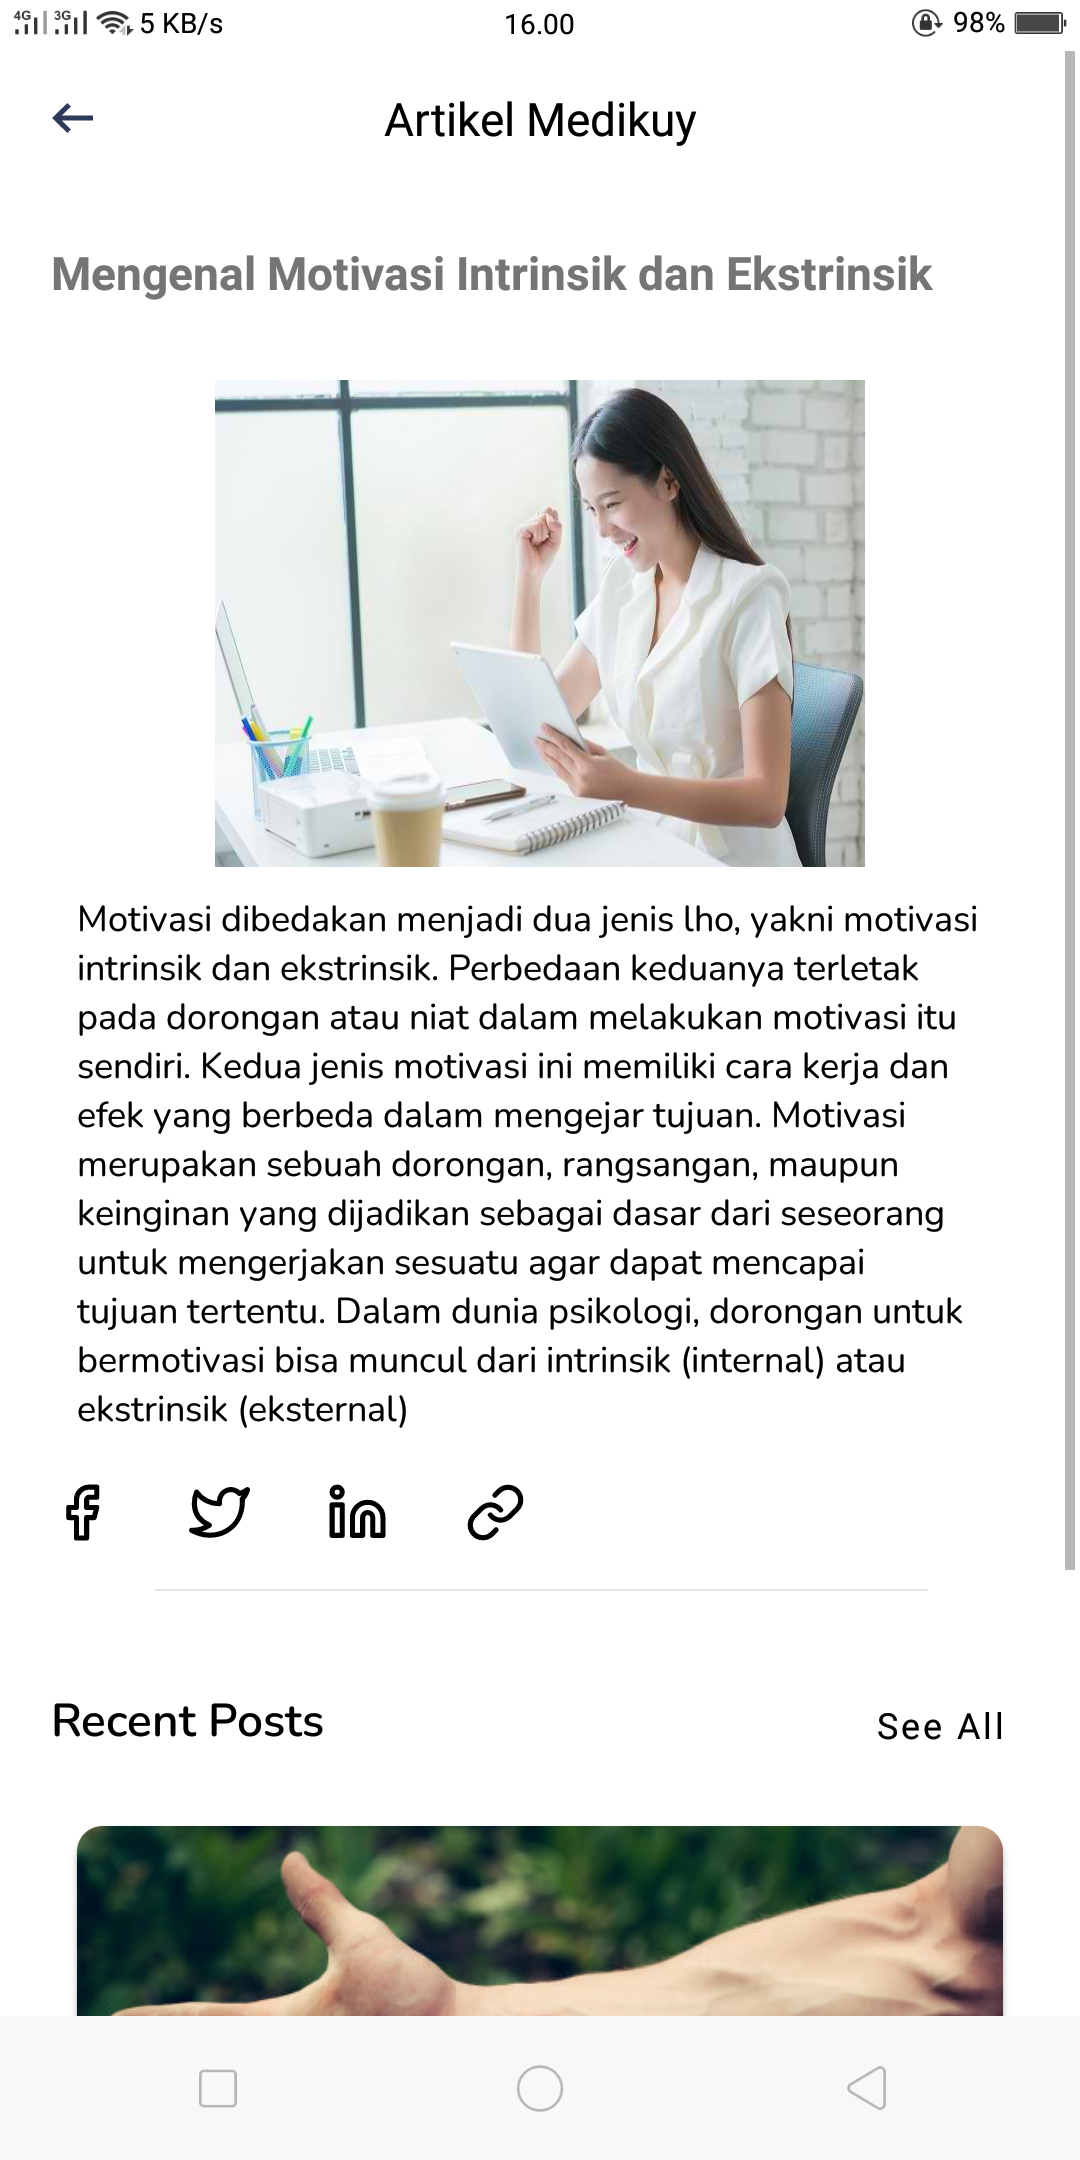 4G 3G 5 KB/s 16.00 98%
Artikel Medikuy
Mengenal Motivasi Intrinsik dan Ekstrinsik
Motivasi dibedakan menjadi dua jenis lho, yakni motivasi
intrinsik dan ekstrinsik. Perbedaan keduanya terletak
pada dorongan atau niat dalam melakukan motivasi itu
sendiri. Kedua jenis motivasi ini memiliki cara kerja dan
efek yang berbeda dalam mengejar tujuan. Motivasi
merupakan sebuah dorongan, rangsangan, maupun
keinginan yang dijadikan sebagai dasar dari seseorang
untuk mengerjakan sesuatu agar dapat mencapai
tujuan tertentu. Dalam dunia psikologi, dorongan untuk
bermotivasi bisa muncul dari intrinsik (internal) atau
ekstrinsik (eksternal)
Recent Posts See All